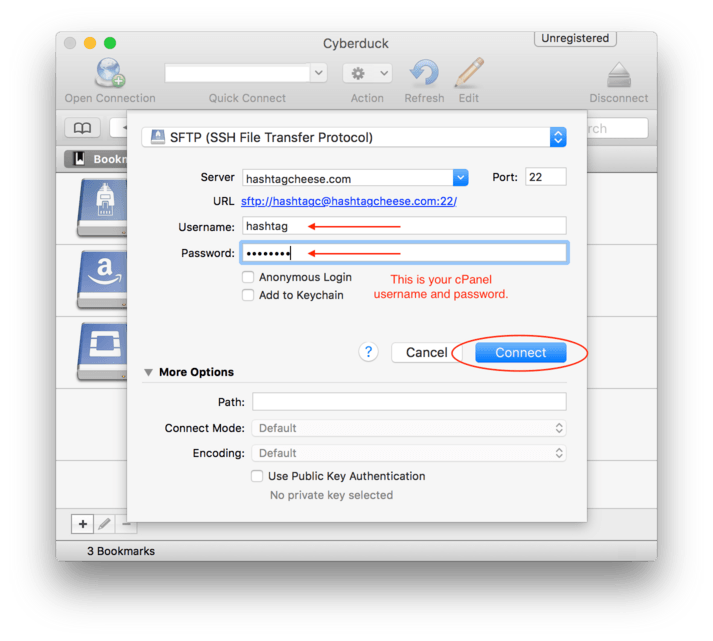 Cyberduck
Unregistered
Open Connection
Quick Connect
Action
Refresh
Edit
Disconnect
SFTP (SSH File Transfer Protocol)
rch
Bookm
Server
hashtagcheese.com
Port:
22
URL
sftp://hashtagc@hashtagcheese.com:22/
Username:
hashtag
Password:
••••••••
Anonymous Login
Add to Keychain
This is your cPanel
username and password.
a
?
Cancel
Connect
More Options
Path:
Connect Mode:
Default
Encoding:
Default
Use Public Key Authentication
No private key selected
+
−
3 Bookmarks